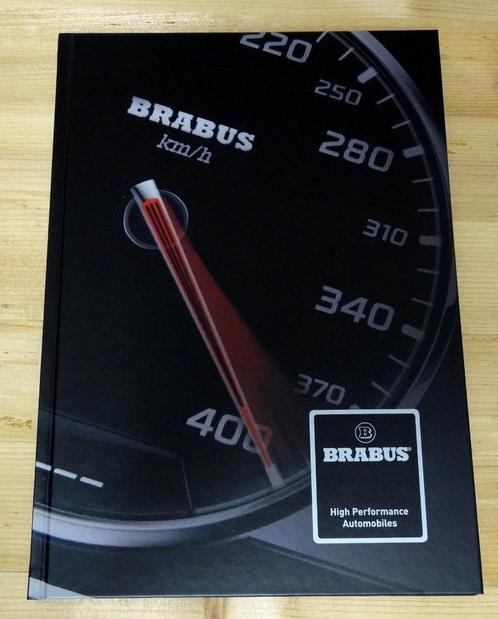 220
250
280
310
340
370
400
BRABUS
km/h
B
BRABUS®
High Performance
Automobiles